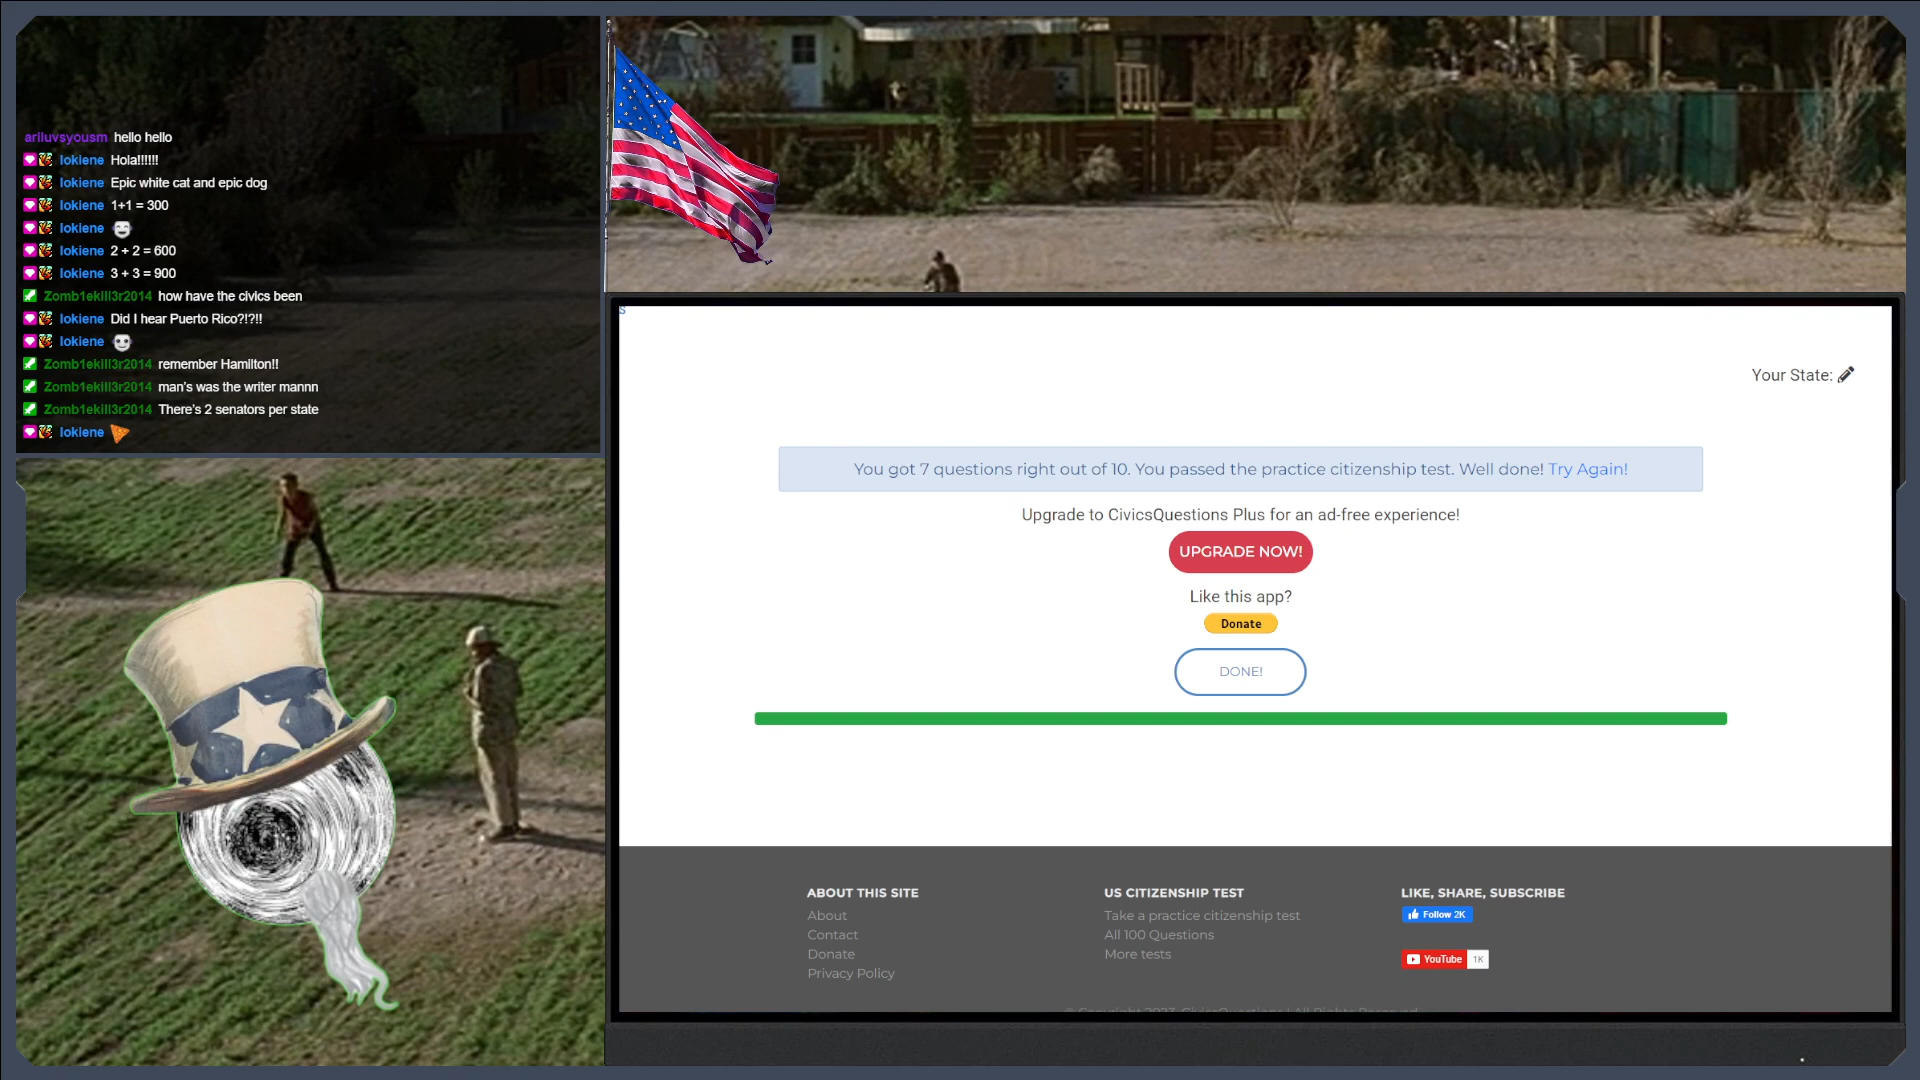 ariluvsyousm hello hello
lokiene Hola!!!!!!
lokiene Epic white cat and epic dog
lokiene 1+1 = 300
lokiene
lokiene 2 + 2 = 600
lokiene 3 + 3 = 900
Zomb1ekill3r2014 how have the civics been
lokiene Did I hear Puerto Rico?!?!!
lokiene
Zomb1ekill3r2014 remember Hamilton!!
Zomb1ekill3r2014 man's was the writer mannn
Zomb1ekill3r2014 There's 2 senators per state
lokiene
s
Your State:
You got 7 questions right out of 10. You passed the practice citizenship test. Well done! Try Again!
Upgrade to CivicsQuestions Plus for an ad-free experience!
UPGRADE NOW!
Like this app?
Donate
DONE!
ABOUT THIS SITE
About
Contact
Donate
Privacy Policy
US CITIZENSHIP TEST
Take a practice citizenship test
All 100 Questions
More tests
LIKE, SHARE, SUBSCRIBE
Follow 2K
YouTube 1K
© Copyright 2023 CivicsQuestions | All Rights Reserved